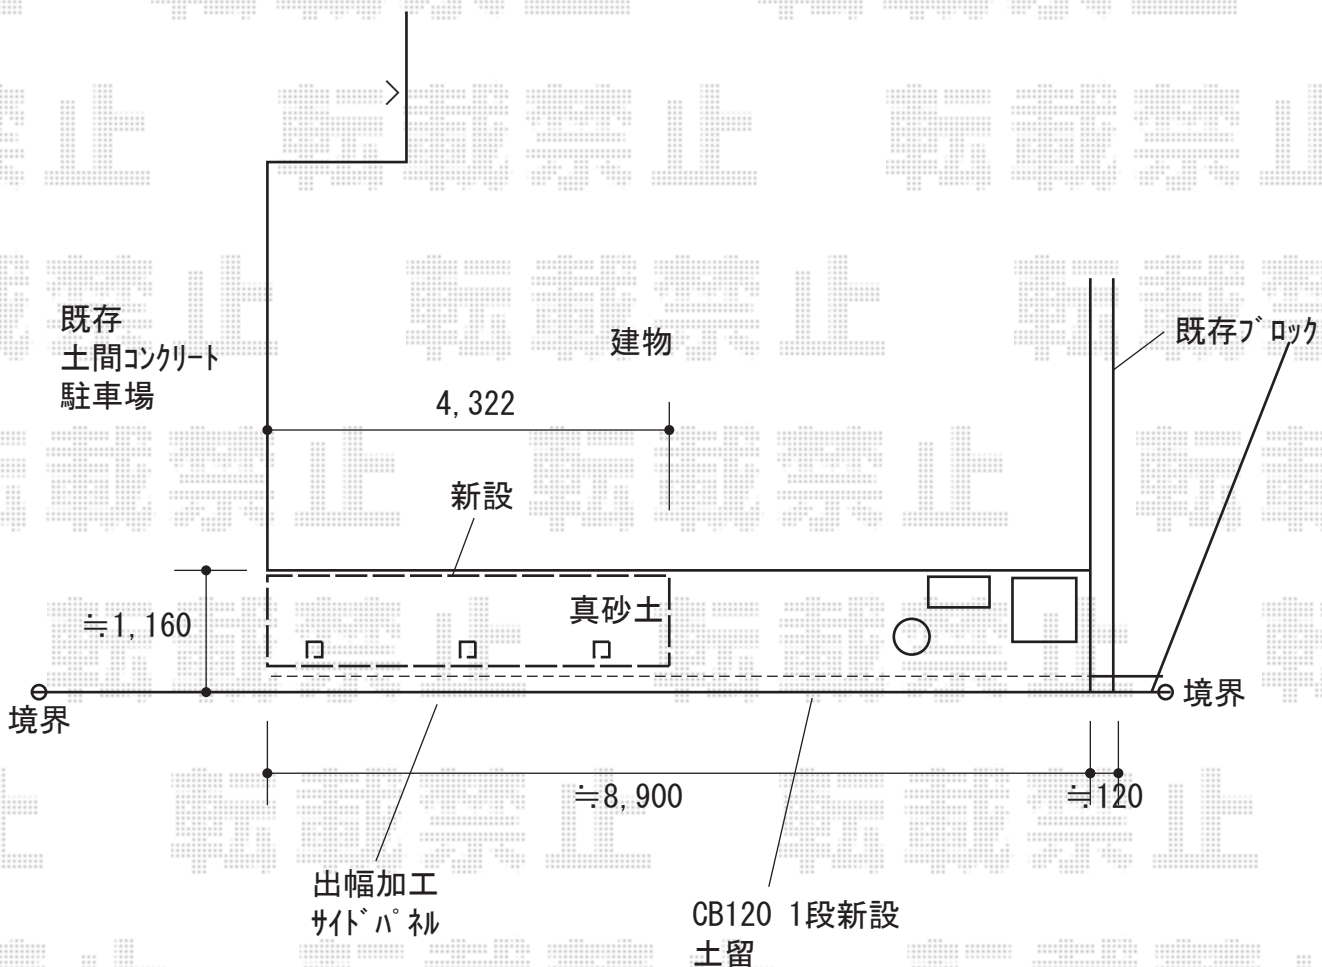 既存
土間コンクリート
駐車場
建物
既存ブロック
4,322
新設
真砂土
≒1,160
境界
境界
≒8,900
≒120
出幅加工
サイドパネル
CB120 1段新設
土留
転載禁止